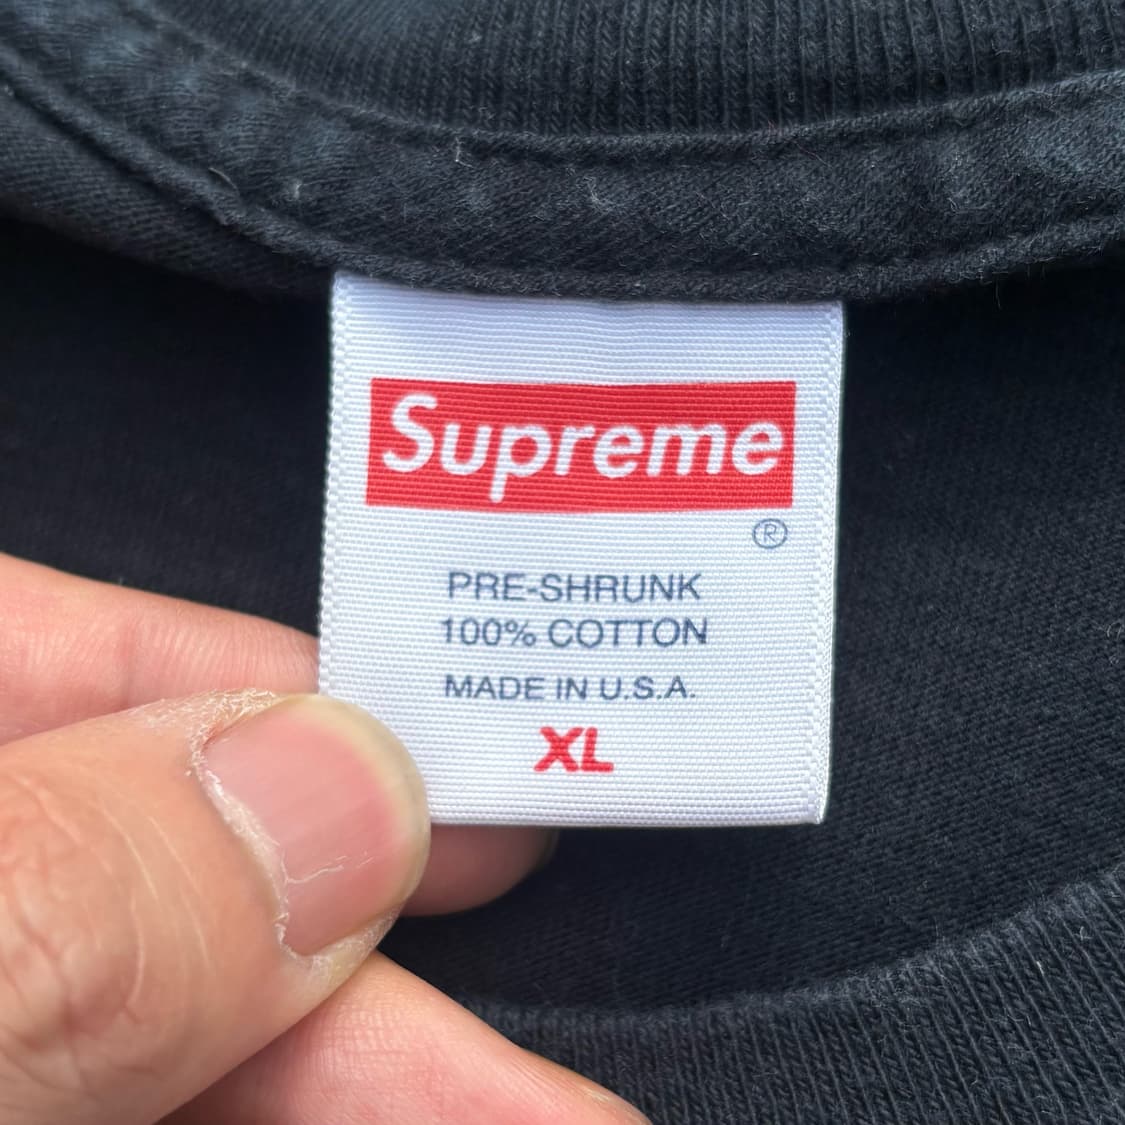 Supreme
®
PRE-SHRUNK
100% COTTON
MADE IN U.S.A.
XL